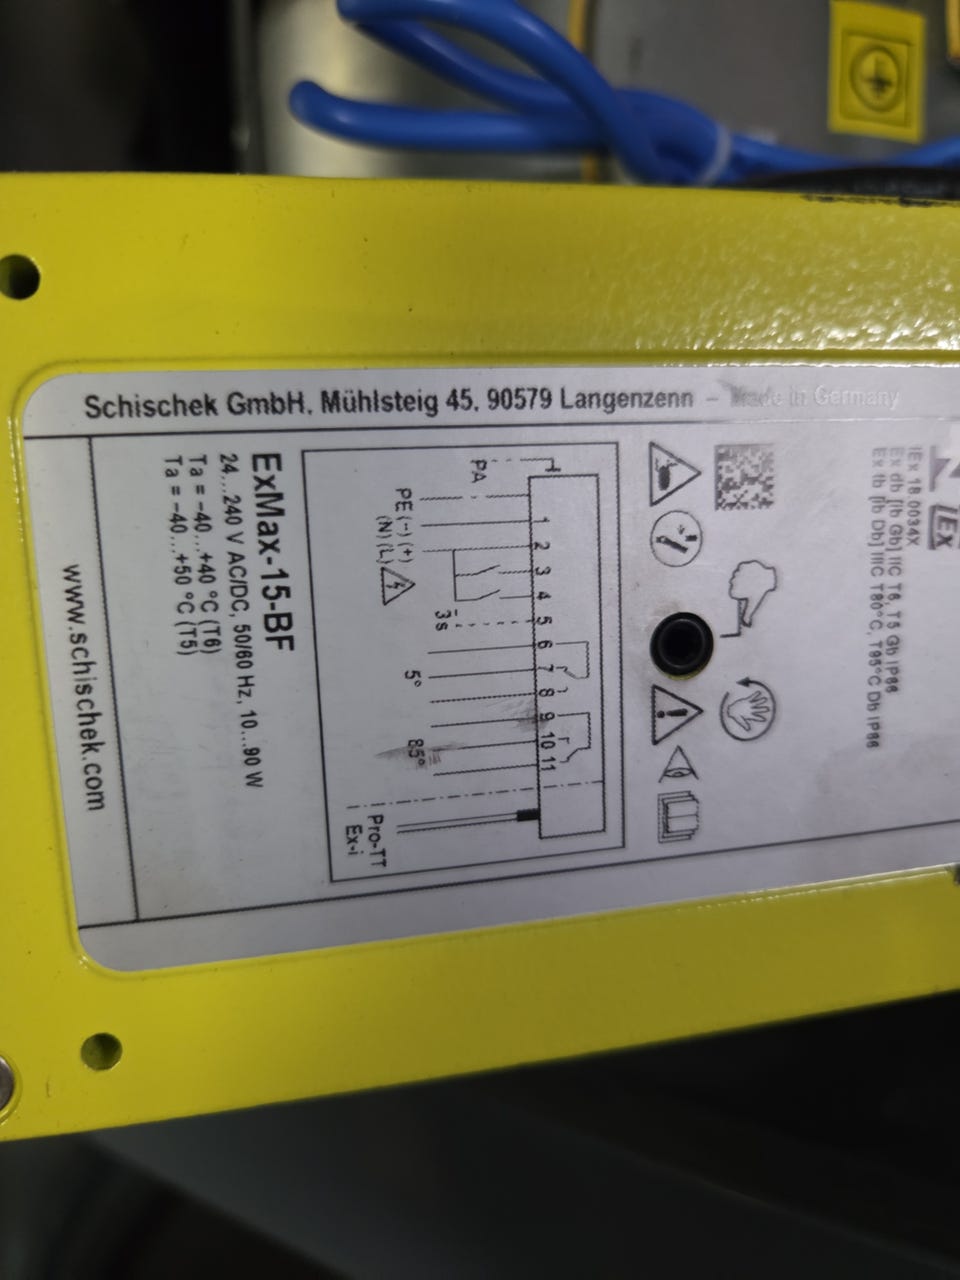 Schischek GmbH, Mühlsteig 45, 90579 Langenzenn – Made in Germany
IEx
IEx 18.0034X
Ex db [ib Gb] IIC T6, T5 Gb IP66
Ex tb [ib Db] IIIC T80°C, T95°C Db IP66
PA
1 2 3 4 5 6 7 8 9 10 11
PE (-) (+)
(N) (L)
3s
5°
85°
Pro-TT
Ex-i
ExMax-15-BF
24...240 V AC/DC, 50/60 Hz, 10...90 W
Ta = -40...+40 °C (T6)
Ta = -40...+50 °C (T5)
www.schischek.com